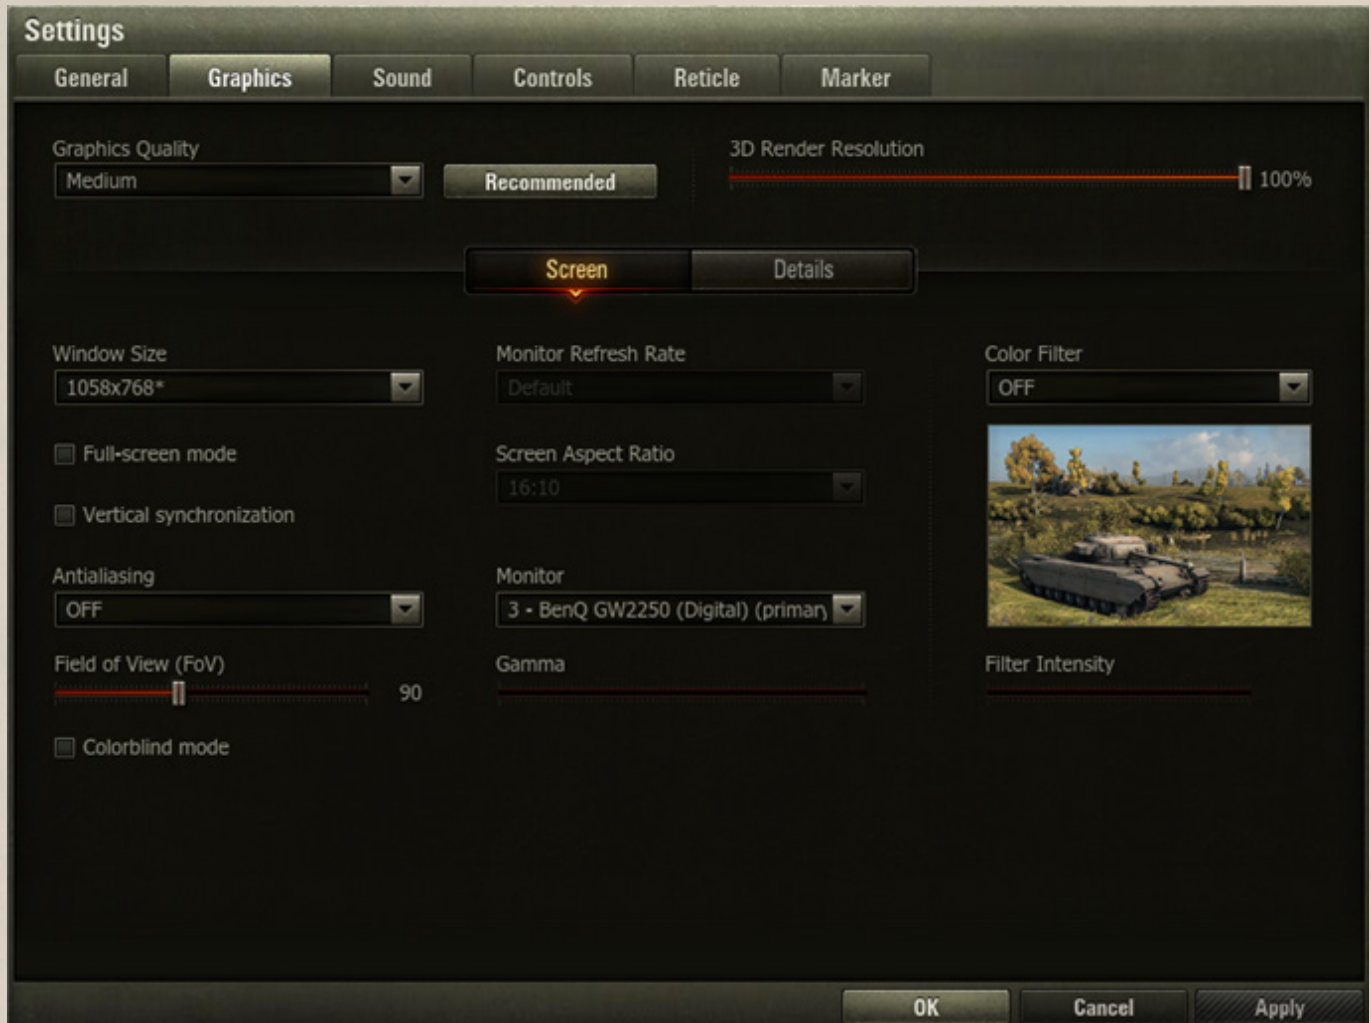 Settings
General Graphics Sound Controls Reticle Marker
Graphics Quality
Medium
Recommended
3D Render Resolution
100%
Screen Details
Window Size
1058x768*
Full-screen mode
Vertical synchronization
Antialiasing
OFF
Field of View (FoV)
90
Colorblind mode
Monitor Refresh Rate
Default
Screen Aspect Ratio
16:10
Monitor
3 - BenQ GW2250 (Digital) (primary
Gamma
Color Filter
OFF
Filter Intensity
OK Cancel Apply